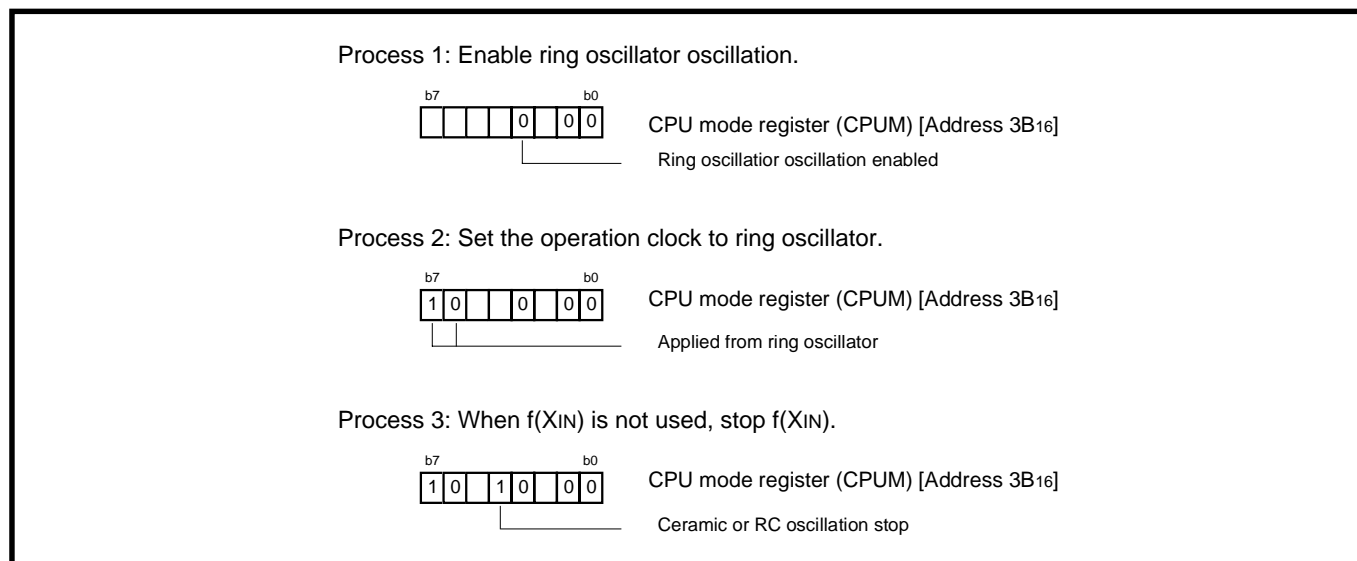 Process 1: Enable ring oscillator oscillation.
b7 b0
0 0 0 CPU mode register (CPUM) [Address 3B16]
Ring oscillatior oscillation enabled
Process 2: Set the operation clock to ring oscillator.
b7 b0
1 0 0 0 0 CPU mode register (CPUM) [Address 3B16]
Applied from ring oscillator
Process 3: When f(XIN) is not used, stop f(XIN).
b7 b0
1 0 1 0 0 0 CPU mode register (CPUM) [Address 3B16]
Ceramic or RC oscillation stop